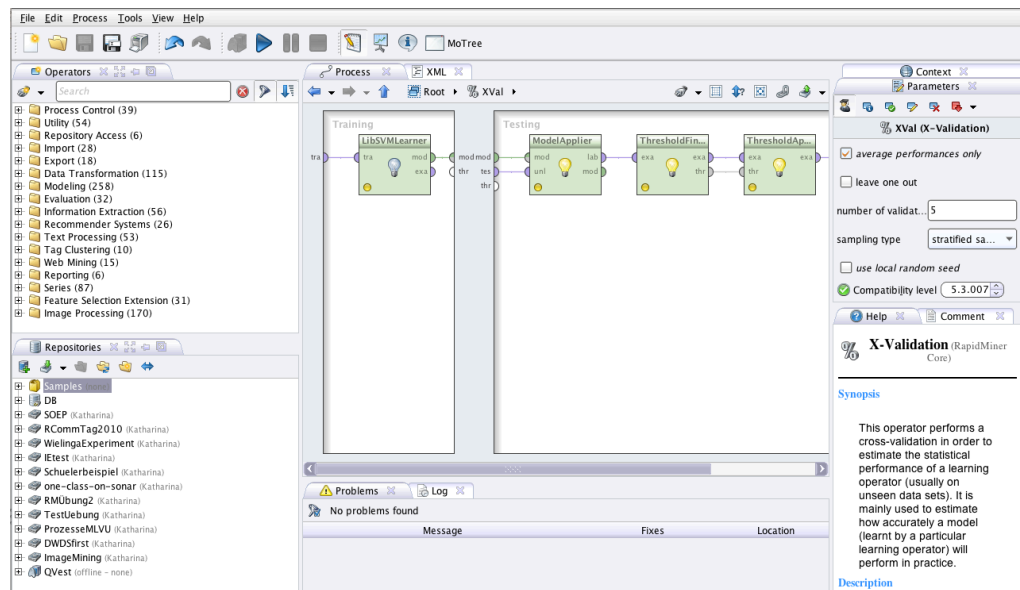 File Edit Process Tools View Help
MoTree
Operators
Search
Process Control (39)
Utility (54)
Repository Access (6)
Import (28)
Export (18)
Data Transformation (115)
Modeling (258)
Evaluation (32)
Information Extraction (56)
Recommender Systems (26)
Text Processing (53)
Tag Clustering (10)
Web Mining (15)
Reporting (6)
Series (87)
Feature Selection Extension (31)
Image Processing (170)
Repositories
Samples (none)
DB
SOEP (Katharina)
RCommTag2010 (Katharina)
WielingaExperiment (Katharina)
IEtest (Katharina)
Schuelerbeispiel (Katharina)
one-class-on-sonar (Katharina)
RMÜbung2 (Katharina)
TestUebung (Katharina)
ProzesseMLVU (Katharina)
DWDSfirst (Katharina)
ImageMining (Katharina)
QVest (offline – none)
Process XML
Root XVal
Training
LibSVMLearner
tra tra mod mod
exa thr
Testing
ModelApplier ThresholdFin... ThresholdAp...
mod mod lab exa exa exa exa
tes unl mod thr thr
thr
Problems Log
No problems found
Message Fixes Location
Context
Parameters
XVal (X-Validation)
average performances only
leave one out
number of validat... 5
sampling type stratified sa...
use local random seed
Compatibility level 5.3.007
Help Comment
X-Validation (RapidMiner
Core)
Synopsis
This operator performs a
cross-validation in order to
estimate the statistical
performance of a learning
operator (usually on
unseen data sets). It is
mainly used to estimate
how accurately a model
(learnt by a particular
learning operator) will
perform in practice.
Description